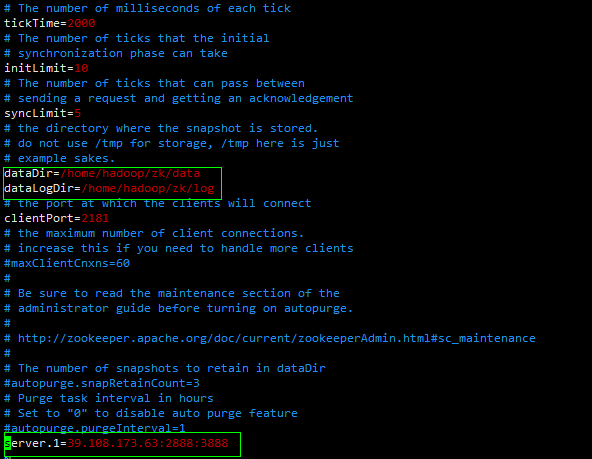 # The number of milliseconds of each tick
tickTime=2000
# The number of ticks that the initial
# synchronization phase can take
initLimit=10
# The number of ticks that can pass between
# sending a request and getting an acknowledgement
syncLimit=5
# the directory where the snapshot is stored.
# do not use /tmp for storage, /tmp here is just
# example sakes.
dataDir=/home/hadoop/zk/data
dataLogDir=/home/hadoop/zk/log
# the port at which the clients will connect
clientPort=2181
# the maximum number of client connections.
# increase this if you need to handle more clients
#maxClientCnxns=60
#
# Be sure to read the maintenance section of the
# administrator guide before turning on autopurge.
#
# http://zookeeper.apache.org/doc/current/zookeeperAdmin.html#sc_maintenance
#
# The number of snapshots to retain in dataDir
#autopurge.snapRetainCount=3
# Purge task interval in hours
# Set to "0" to disable auto purge feature
#autopurge.purgeInterval=1
server.1=39.108.173.63:2888:3888